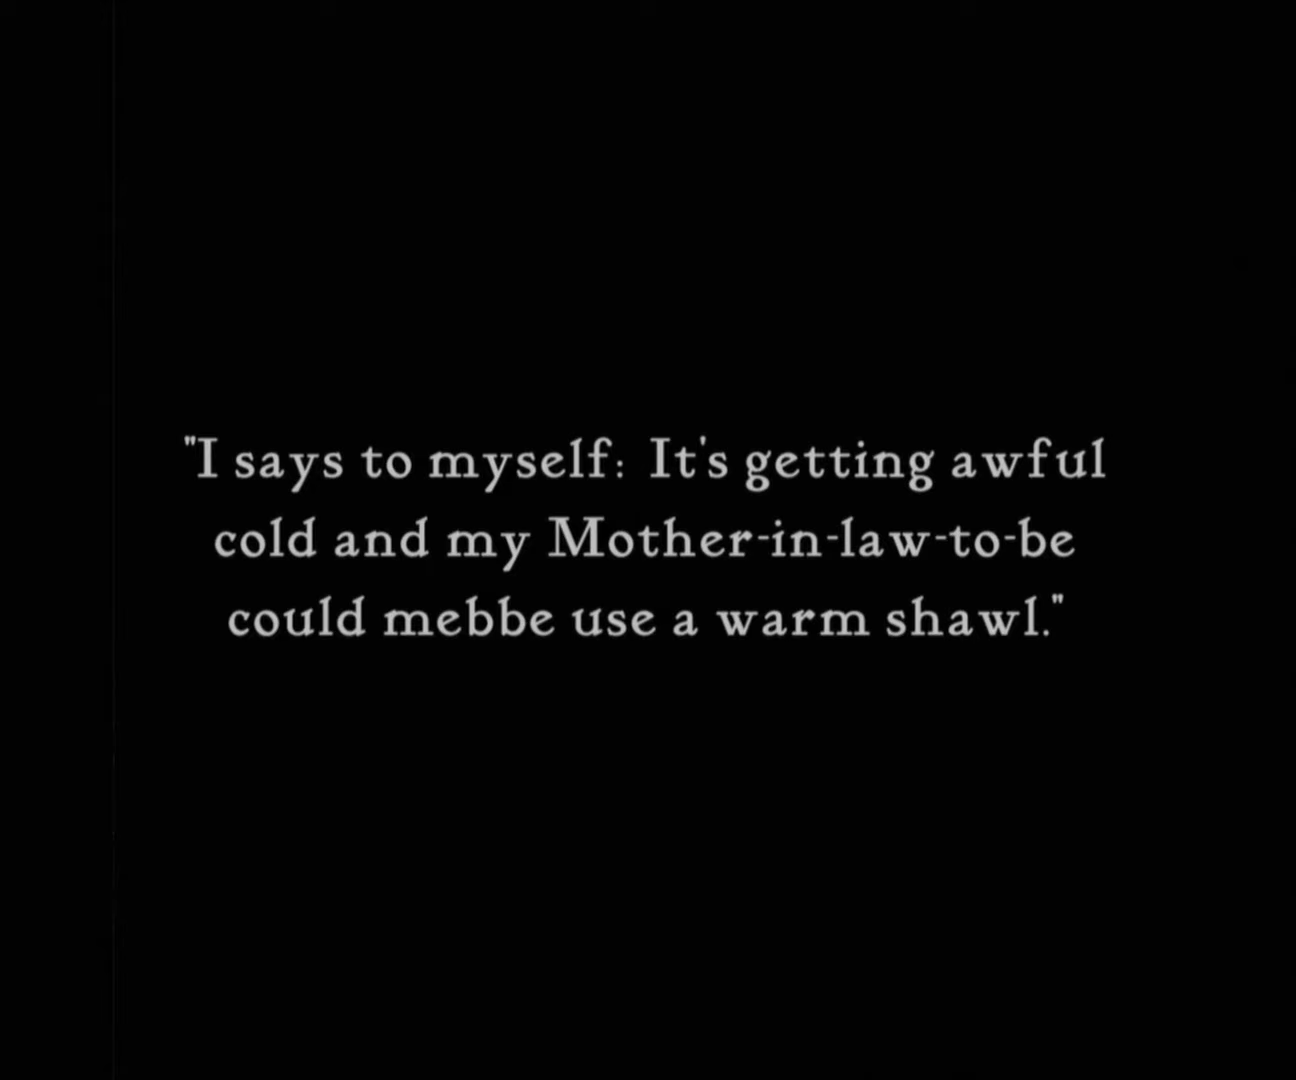 "I says to myself: It's getting awful
cold and my Mother-in-law-to-be
could mebbe use a warm shawl."